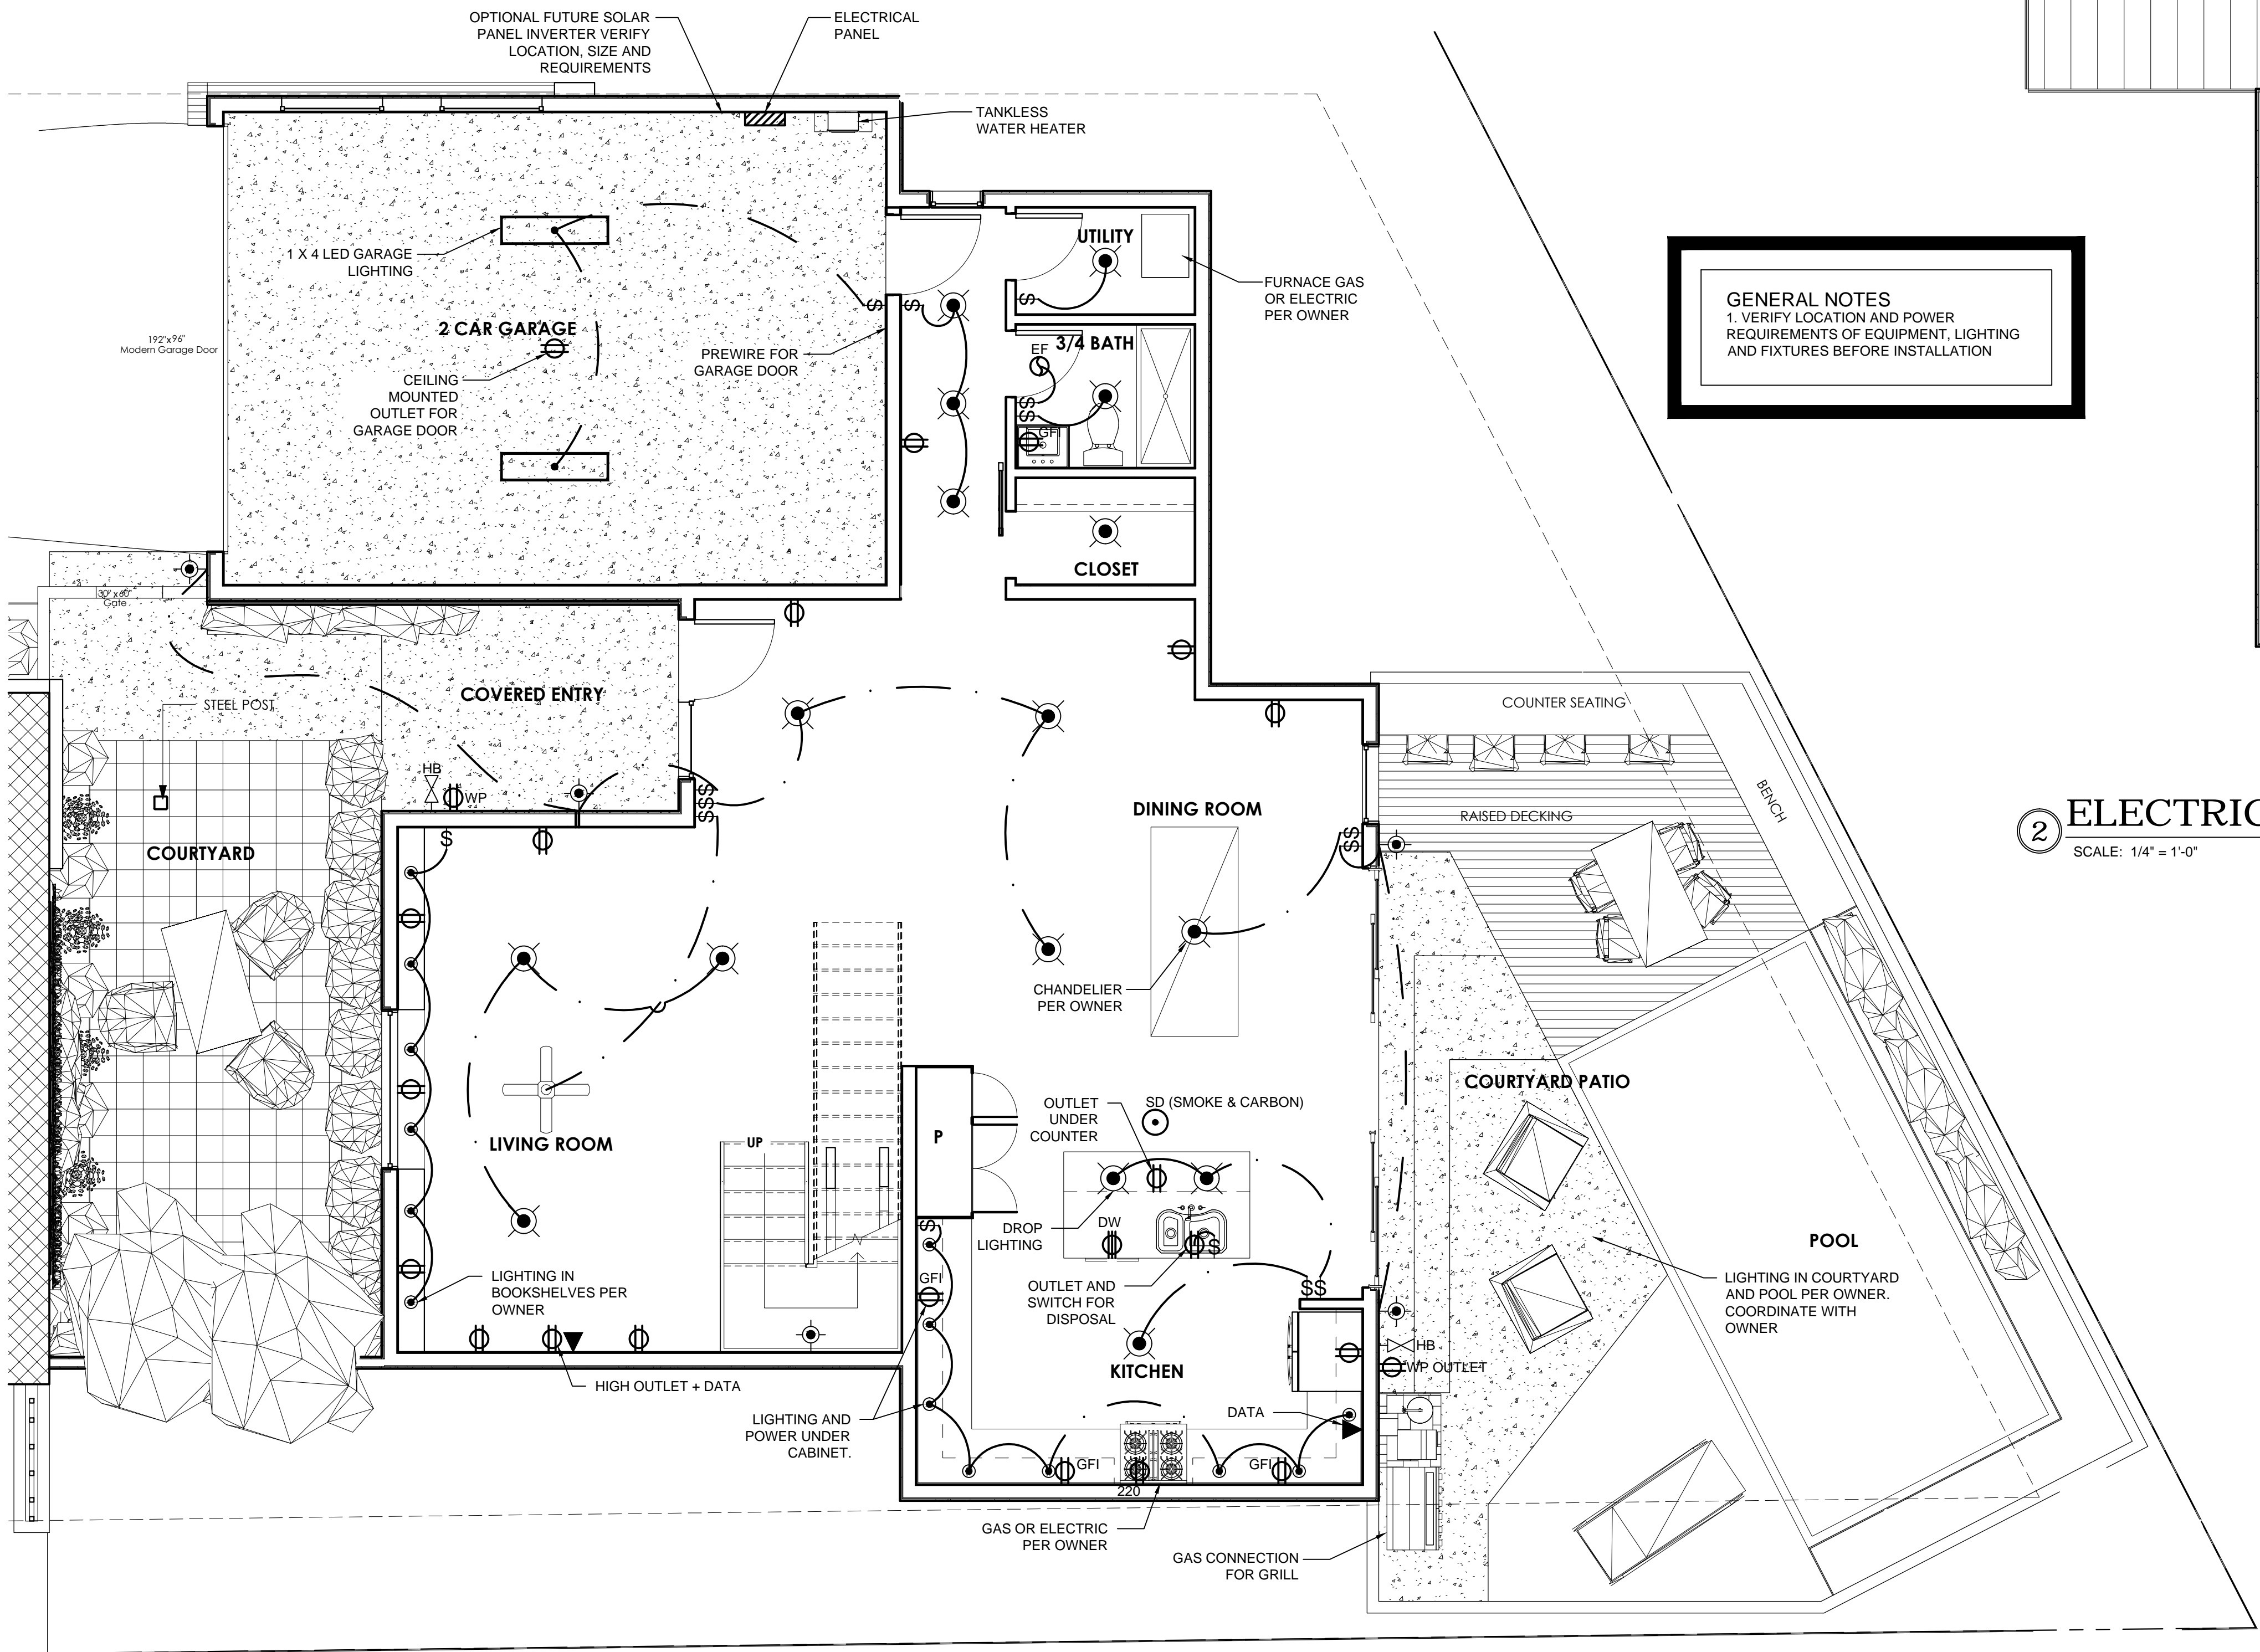 OPTIONAL FUTURE SOLAR
PANEL INVERTER VERIFY
LOCATION, SIZE AND
REQUIREMENTS
ELECTRICAL
PANEL
TANKLESS
WATER HEATER
1 X 4 LED GARAGE
LIGHTING
192"x96"
Modern Garage Door
2 CAR GARAGE
CEILING
MOUNTED
OUTLET FOR
GARAGE DOOR
PREWIRE FOR
GARAGE DOOR
$
$
UTILITY
$
FURNACE GAS
OR ELECTRIC
PER OWNER
EF
3/4 BATH
$
$
GFI
CLOSET
GENERAL NOTES
1. VERIFY LOCATION AND POWER
REQUIREMENTS OF EQUIPMENT, LIGHTING
AND FIXTURES BEFORE INSTALLATION
30" x60"
Gate
STEEL POST
COVERED ENTRY
HB
WP
$
$
$
COURTYARD
$
DINING ROOM
$
$
COUNTER SEATING
RAISED DECKING
BENCH
2
ELECTRIC
SCALE: 1/4" = 1'-0"
CHANDELIER
PER OWNER
LIVING ROOM
UP
P
OUTLET
UNDER
COUNTER
SD (SMOKE & CARBON)
COURTYARD PATIO
DROP
LIGHTING
DW
$
$
GFI
OUTLET AND
SWITCH FOR
DISPOSAL
$$
POOL
LIGHTING IN COURTYARD
AND POOL PER OWNER.
COORDINATE WITH
OWNER
LIGHTING IN
BOOKSHELVES PER
OWNER
HIGH OUTLET + DATA
LIGHTING AND
POWER UNDER
CABINET.
KITCHEN
HB
WP OUTLET
DATA
GFI
GFI
220
GAS OR ELECTRIC
PER OWNER
GAS CONNECTION
FOR GRILL